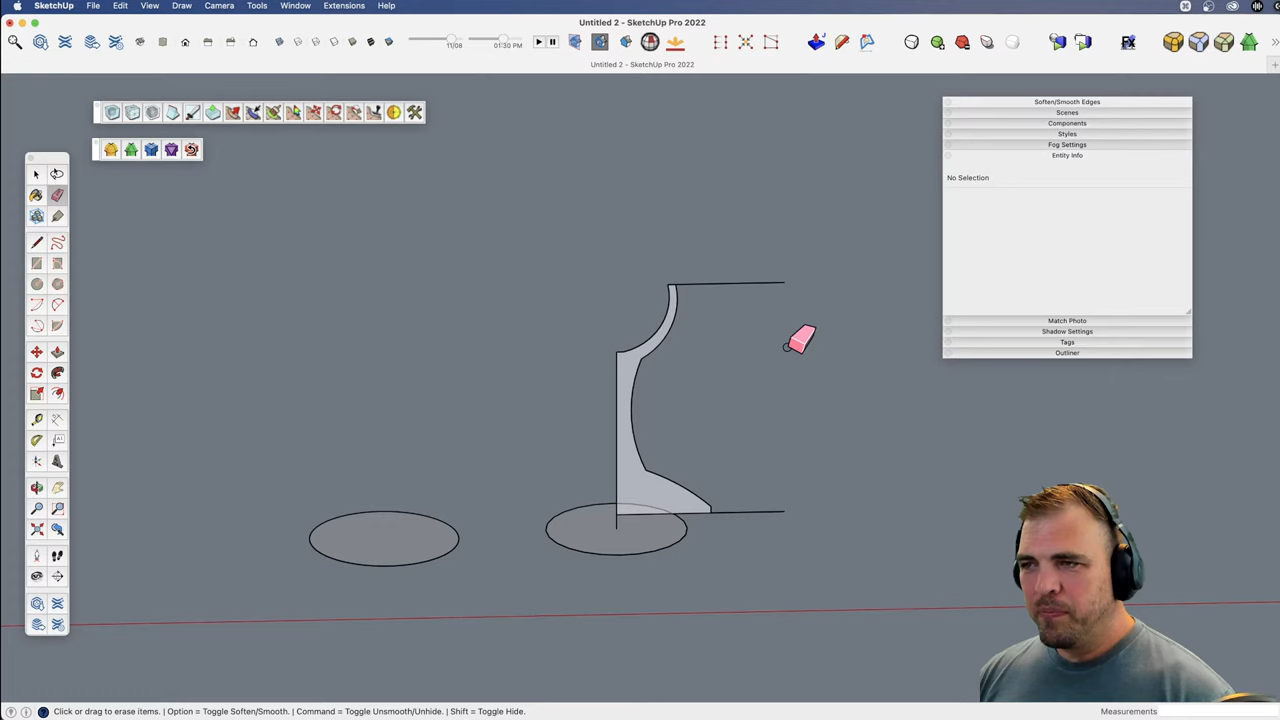 SketchUp File Edit View Draw Camera Tools Window Extensions Help
Untitled 2 - SketchUp Pro 2022
11/08 01:30 PM
Untitled 2 - SketchUp Pro 2022
Soften/Smooth Edges
Scenes
Components
Styles
Fog Settings
Entity Info
No Selection
Match Photo
Shadow Settings
Tags
Outliner
Click or drag to erase items. | Option = Toggle Soften/Smooth. | Command = Toggle Unsmooth/Unhide. | Shift = Toggle Hide.
Measurements